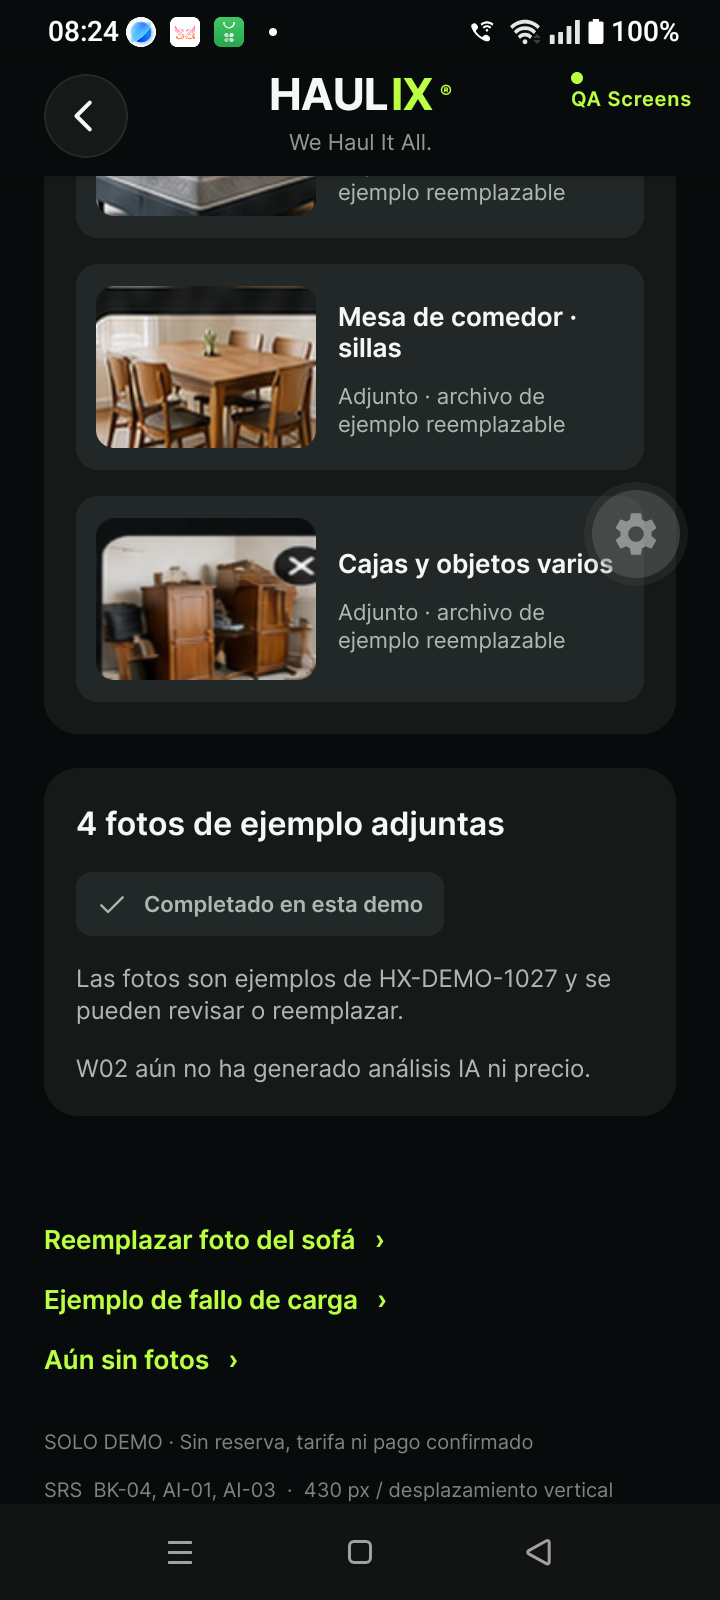 08:24
100%
HAULIX ®
QA Screens
We Haul It All.
ejemplo reemplazable
Mesa de comedor ·
sillas
Adjunto · archivo de
ejemplo reemplazable
Cajas y objetos varios
Adjunto · archivo de
ejemplo reemplazable
4 fotos de ejemplo adjuntas
Completado en esta demo
Las fotos son ejemplos de HX-DEMO-1027 y se
pueden revisar o reemplazar.
W02 aún no ha generado análisis IA ni precio.
Reemplazar foto del sofá ›
Ejemplo de fallo de carga ›
Aún sin fotos ›
SOLO DEMO · Sin reserva, tarifa ni pago confirmado
SRS BK-04, AI-01, AI-03 · 430 px / desplazamiento vertical